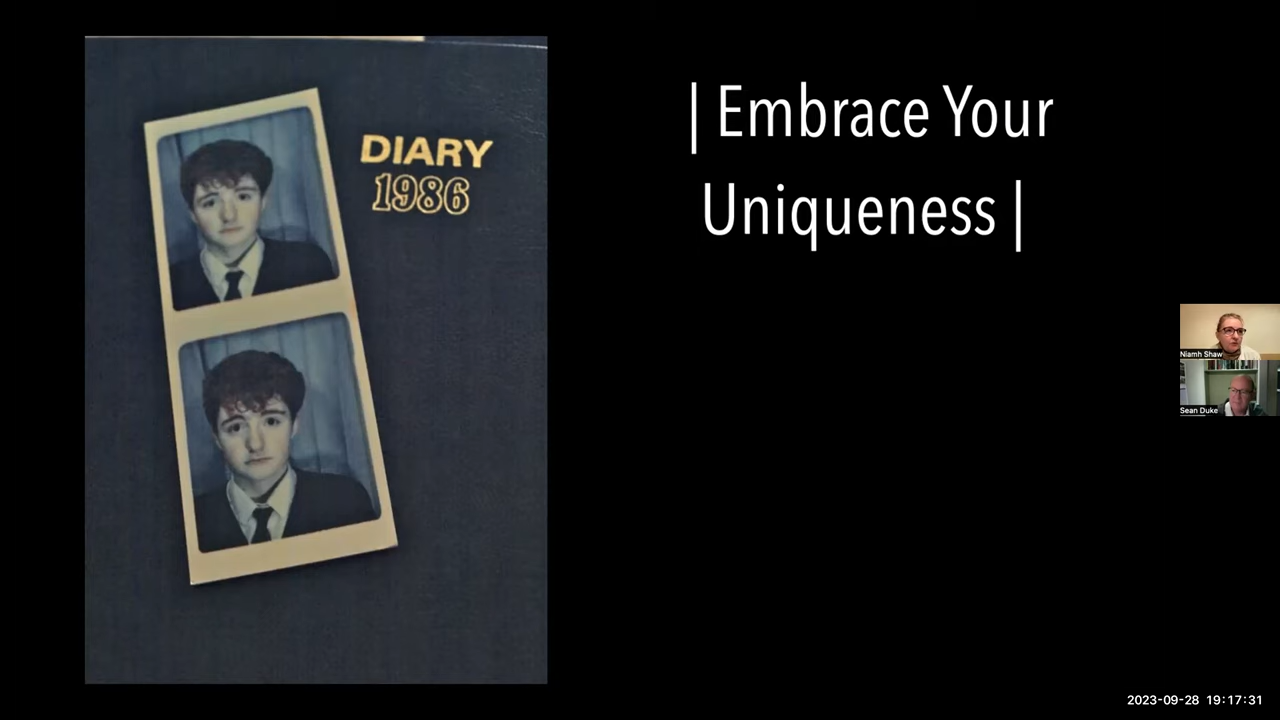 DIARY
1986
| Embrace Your
Uniqueness |
Niamh Shaw
Sean Duke
2023-09-28 19:17:31